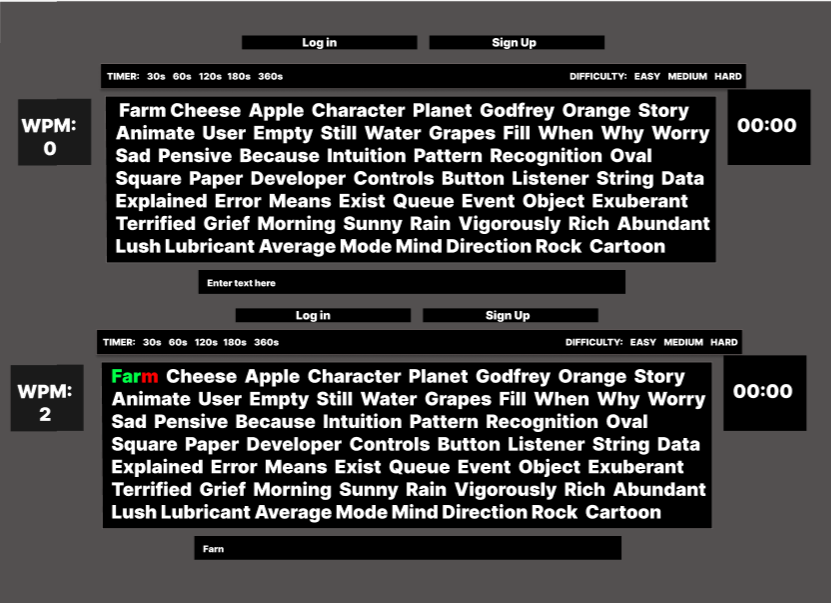 Log in Sign Up
TIMER: 30s 60s 120s 180s 360s DIFFICULTY: EASY MEDIUM HARD
WPM:
0
Farm Cheese Apple Character Planet Godfrey Orange Story
Animate User Empty Still Water Grapes Fill When Why Worry
Sad Pensive Because Intuition Pattern Recognition Oval
Square Paper Developer Controls Button Listener String Data
Explained Error Means Exist Queue Event Object Exuberant
Terrified Grief Morning Sunny Rain Vigorously Rich Abundant
Lush Lubricant Average Mode Mind Direction Rock Cartoon
00:00
Enter text here
Log in Sign Up
TIMER: 30s 60s 120s 180s 360s DIFFICULTY: EASY MEDIUM HARD
WPM:
2
Farm Cheese Apple Character Planet Godfrey Orange Story
Animate User Empty Still Water Grapes Fill When Why Worry
Sad Pensive Because Intuition Pattern Recognition Oval
Square Paper Developer Controls Button Listener String Data
Explained Error Means Exist Queue Event Object Exuberant
Terrified Grief Morning Sunny Rain Vigorously Rich Abundant
Lush Lubricant Average Mode Mind Direction Rock Cartoon
00:00
Farn